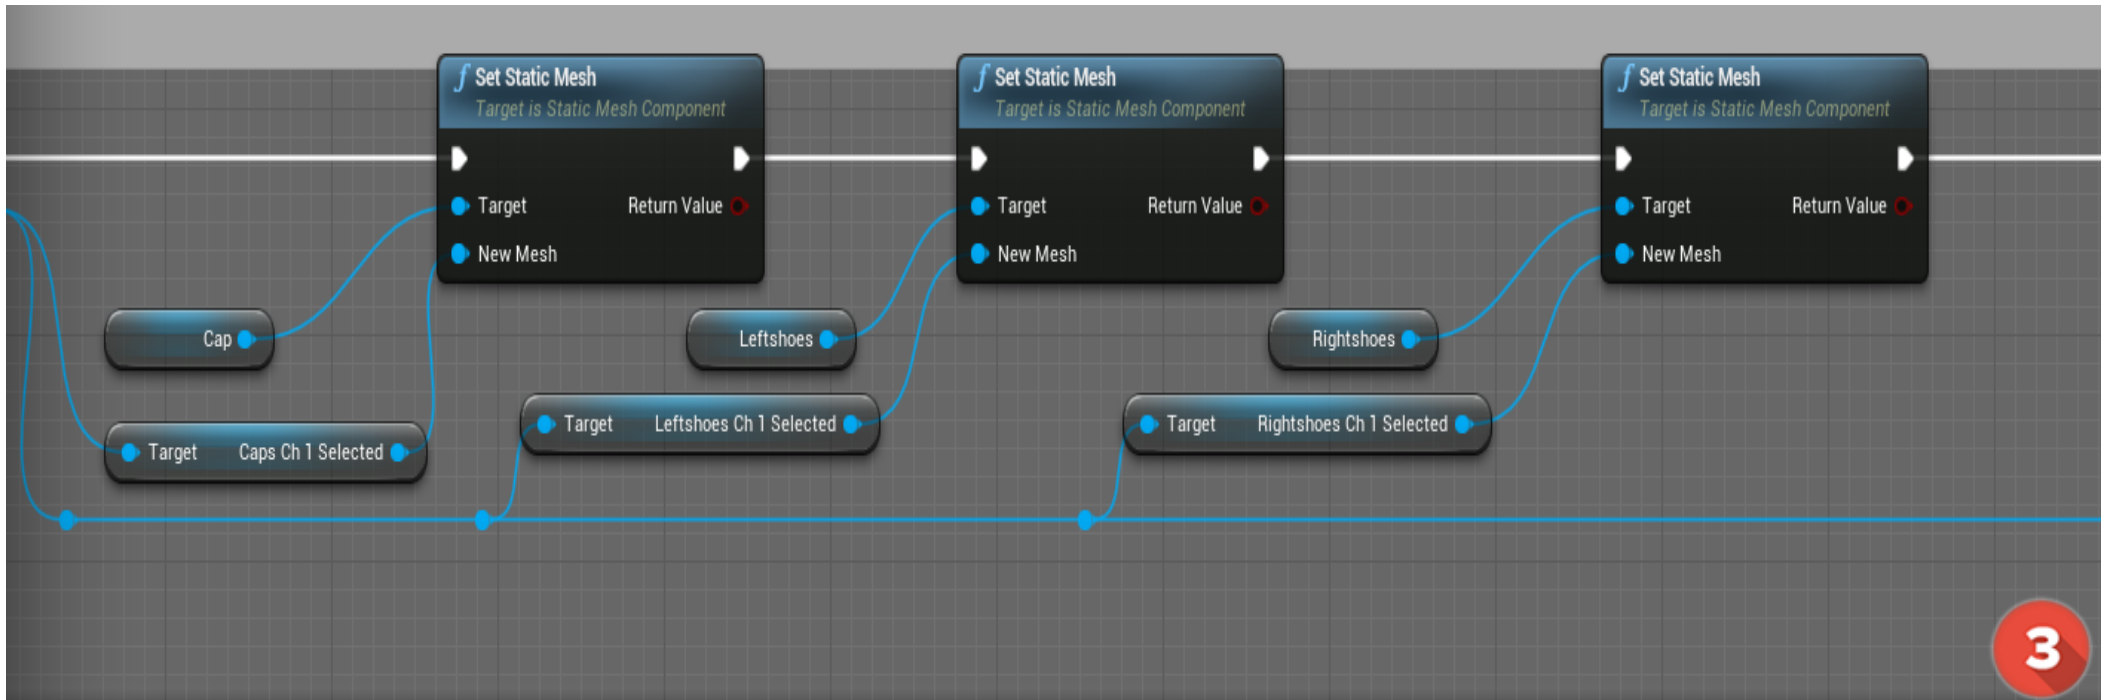 Set Static Mesh
Target is Static Mesh Component
Target Return Value
New Mesh
Set Static Mesh
Target is Static Mesh Component
Target Return Value
New Mesh
Set Static Mesh
Target is Static Mesh Component
Target Return Value
New Mesh
Cap
Leftshoes
Rightshoes
Target Caps Ch 1 Selected
Target Leftshoes Ch 1 Selected
Target Rightshoes Ch 1 Selected
3